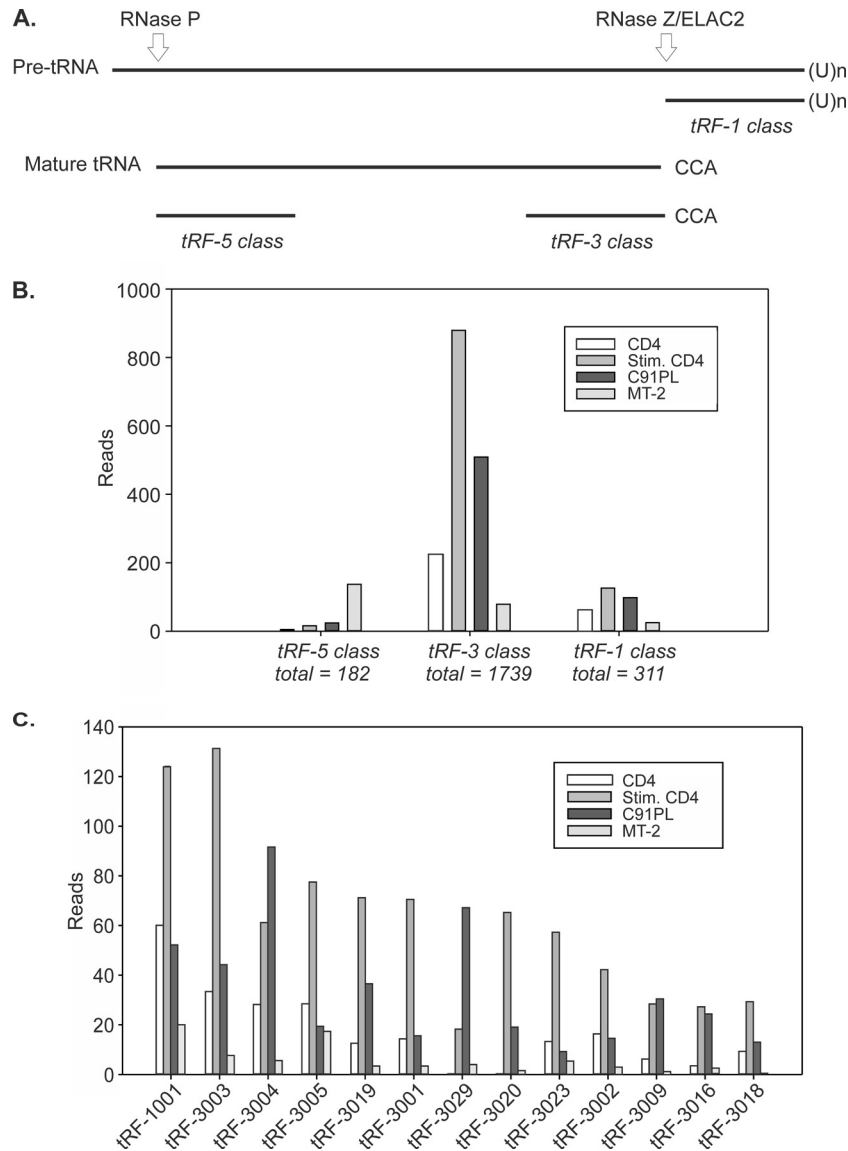 A.
RNase P
RNase Z/ELAC2
Pre-tRNA
(U)n
(U)n
tRF-1 class
Mature tRNA
CCA
CCA
tRF-5 class
tRF-3 class
B.
1000
800
600
400
200
0
Reads
CD4
Stim. CD4
C91PL
MT-2
tRF-5 class
total = 182
tRF-3 class
total = 1739
tRF-1 class
total = 311
C.
140
120
100
80
60
40
20
0
Reads
CD4
Stim. CD4
C91PL
MT-2
tRF-1001
tRF-3003
tRF-3004
tRF-3005
tRF-3019
tRF-3001
tRF-3029
tRF-3020
tRF-3023
tRF-3002
tRF-3009
tRF-3016
tRF-3018